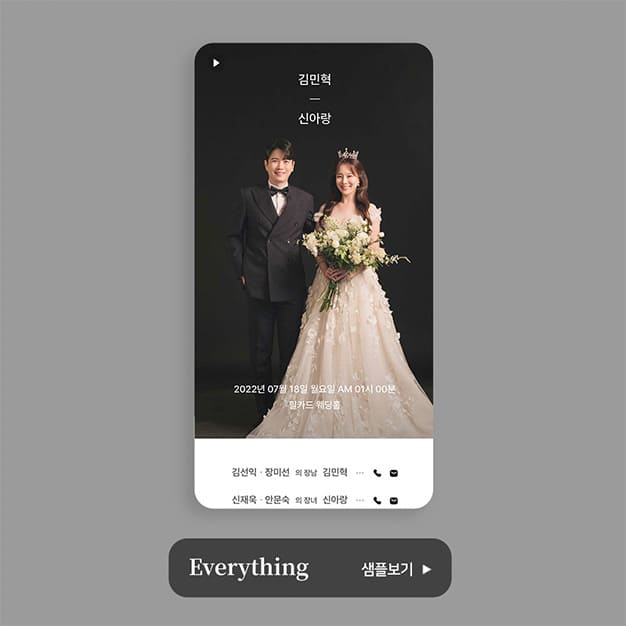 김민혁
신아랑
2022년 07월 18일 월요일 AM 01시 00분
필카드 웨딩홀
김선익 · 장미선 의 장남 김민혁 ···
신재욱 · 안문숙 의 장녀 신아랑 ···
Everything 샘플보기